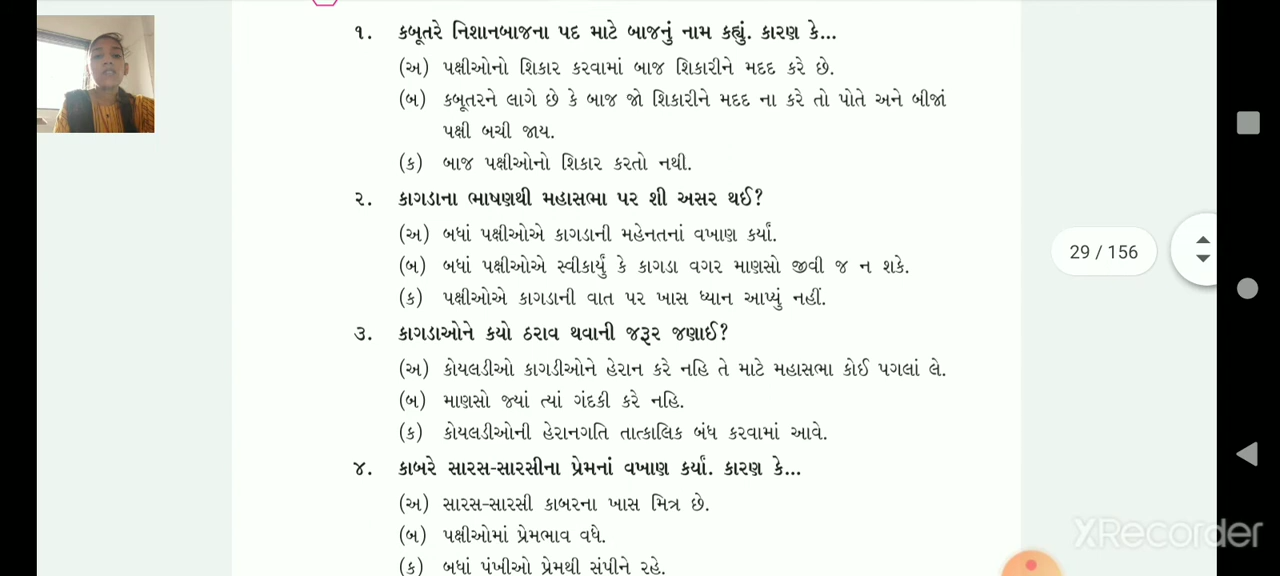 ૧. કબૂતરે નિશાનબાજના પદ માટે બાજનું નામ કહ્યું. કારણ કે...
(અ) પક્ષીઓનો શિકાર કરવામાં બાજ શિકારીને મદદ કરે છે.
(બ) કબૂતરને લાગે છે કે બાજ જો શિકારીને મદદ ના કરે તો પોતે અને બીજાં
પક્ષી બચી જાય.
(ક) બાજ પક્ષીઓનો શિકાર કરતો નથી.
૨. કાગડાના ભાષણથી મહાસભા પર શી અસર થઈ?
(અ) બધાં પક્ષીઓએ કાગડાની મહેનતનાં વખાણ કર્યાં.
(બ) બધાં પક્ષીઓએ સ્વીકાર્યું કે કાગડા વગર માણસો જીવી જ ન શકે.
(ક) પક્ષીઓએ કાગડાની વાત પર ખાસ ધ્યાન આપ્યું નહીં.
29 / 156
૩. કાગડાઓને કયો ઠરાવ થવાની જરૂર જણાઈ?
(અ) કોયલડીઓ કાગડીઓને હેરાન કરે નહિ તે માટે મહાસભા કોઈ પગલાં લે.
(બ) માણસો જ્યાં ત્યાં ગંદકી કરે નહિ.
(ક) કોયલડીઓની હેરાનગતિ તાત્કાલિક બંધ કરવામાં આવે.
૪. કાબરે સારસ-સારસીના પ્રેમનાં વખાણ કર્યાં. કારણ કે...
(અ) સારસ-સારસી કાબરના ખાસ મિત્ર છે.
(બ) પક્ષીઓમાં પ્રેમભાવ વધે.
(ક) બધાં પંખીઓ પ્રેમથી સંપીને રહે.
XRecorder